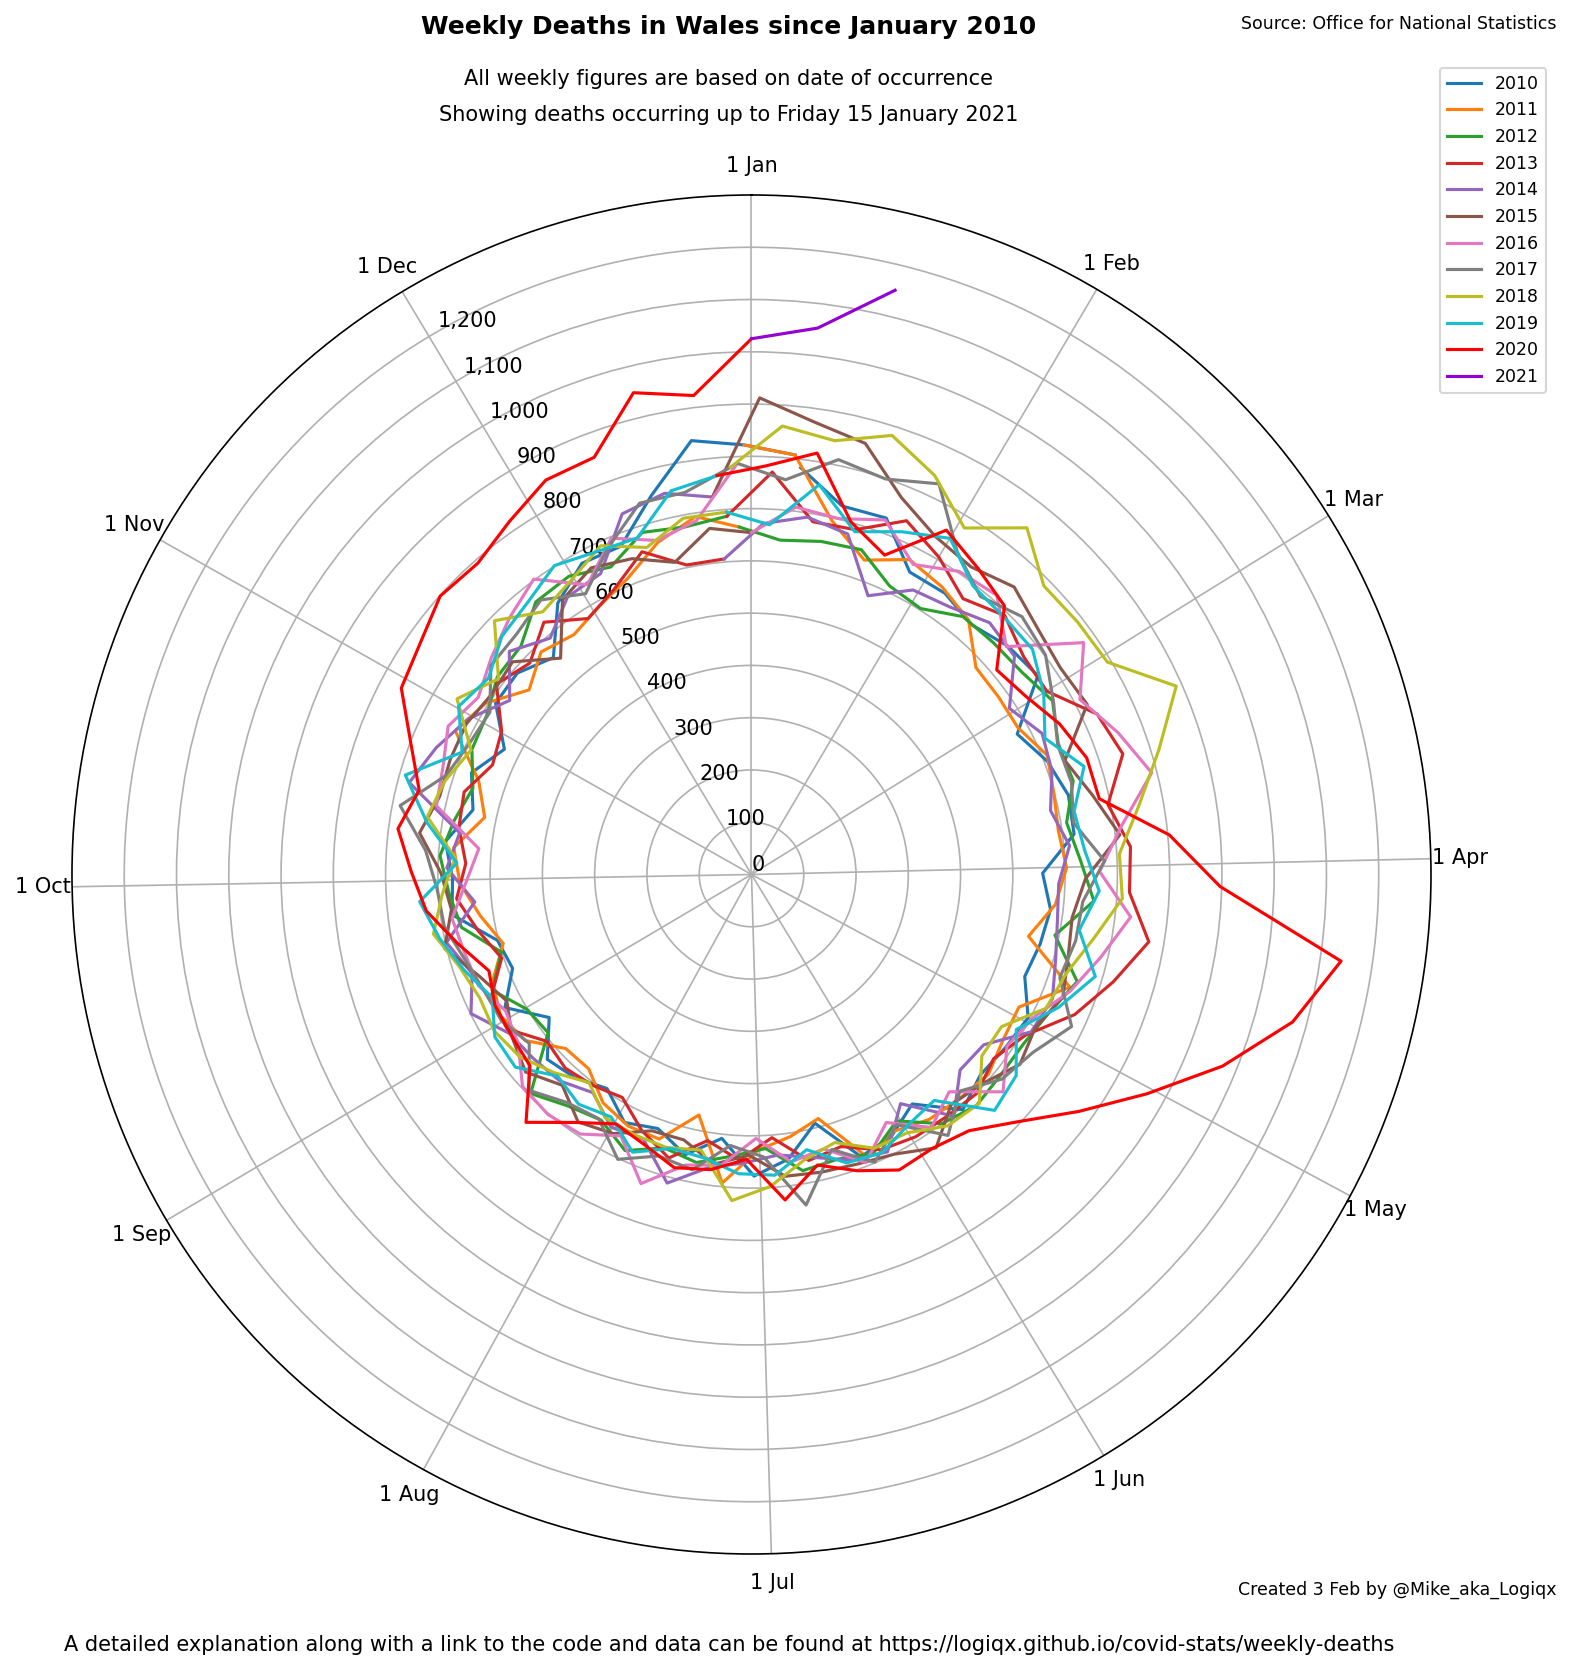 Weekly Deaths in Wales since January 2010
Source: Office for National Statistics
All weekly figures are based on date of occurrence
Showing deaths occurring up to Friday 15 January 2021
2010
2011
2012
2013
2014
2015
2016
2017
2018
2019
2020
2021
1 Jan
1 Feb
1 Mar
1 Apr
1 May
1 Jun
1 Jul
1 Aug
1 Sep
1 Oct
1 Nov
1 Dec
1,200
1,100
1,000
900
800
700
600
500
400
300
200
100
0
Created 3 Feb by @Mike_aka_Logiqx
A detailed explanation along with a link to the code and data can be found at https://logiqx.github.io/covid-stats/weekly-deaths